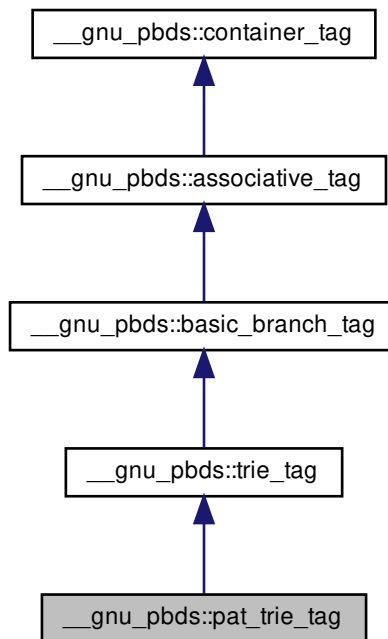 __gnu_pbds::container_tag
__gnu_pbds::associative_tag
__gnu_pbds::basic_branch_tag
__gnu_pbds::trie_tag
__gnu_pbds::pat_trie_tag